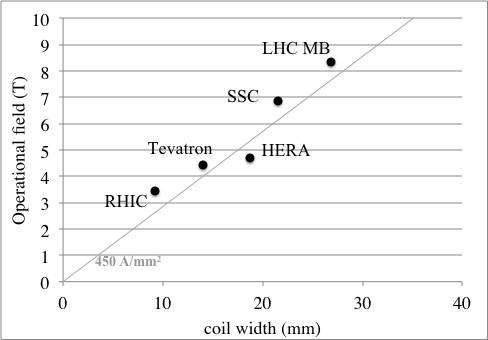 10
9
8
7
6
5
4
3
2
1
0
Operational field (T)
LHC MB
SSC
Tevatron
HERA
RHIC
450 A/mm²
0 10 20 30 40
coil width (mm)